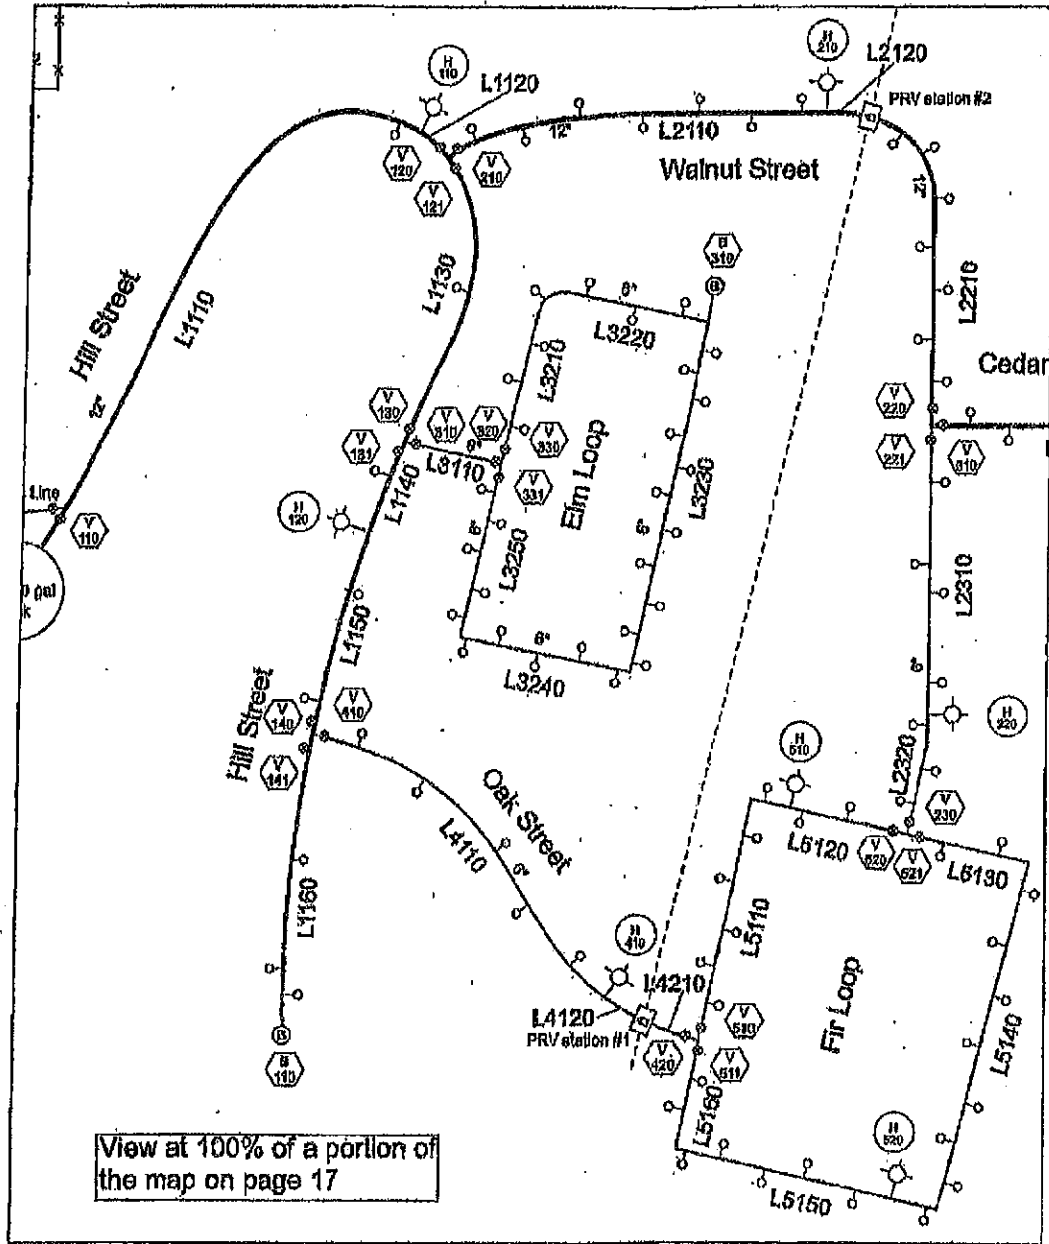 H
210
L2120
H
110
L1120
PRV station #2
12"
L2110
V
120
V
210
V
121
Walnut Street
12"
B
310
L1130
6"
L2210
L1110
Hill Street
L3220
L3210
Cedar
12"
V
130
V
310
V
320
V
330
V
220
6"
V
131
L3110
V
331
V
221
V
810
Elm Loop
L3230
L1140
H
120
Line
V
110
6"
6"
L3250
L2310
0 gal
k
L1150
6"
L3240
V
410
V
140
H
220
Hill Street
H
510
V
141
L2320
Oak Street
V
230
L4110
L5120
V
520
V
521
L5130
6"
L1160
L5110
H
410
L4210
L4120
PRV station #1
V
510
Fir Loop
V
420
V
511
L5140
B
110
L5160
H
520
View at 100% of a portion of
the map on page 17
L5150